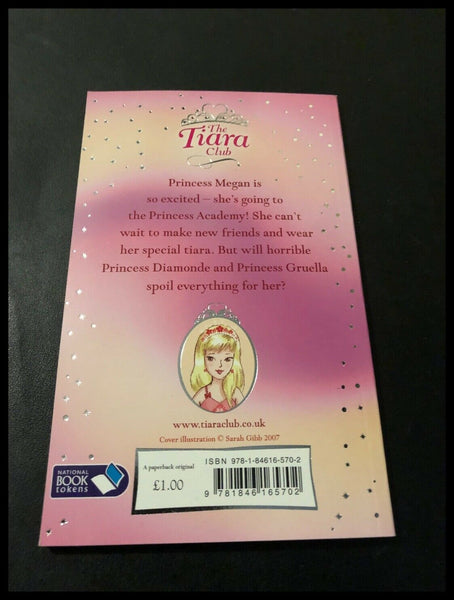 The
Tiara
Club
Princess Megan is
so excited – she's going to
the Princess Academy! She can't
wait to make new friends and wear
her special tiara. But will horrible
Princess Diamonde and Princess Gruella
spoil everything for her?
www.tiaraclub.co.uk
Cover illustration © Sarah Gibb 2007
NATIONAL
BOOK
tokens
A paperback original
£1.00
ISBN 978-1-84616-570-2
9 781846 165702